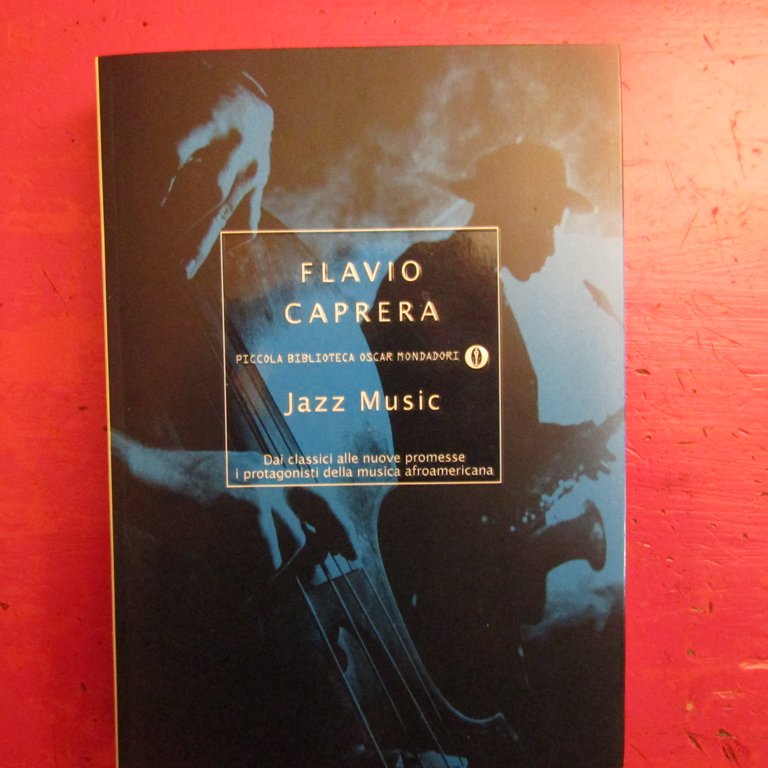 FLAVIO
CAPRERA
PICCOLA BIBLIOTECA OSCAR MONDADORI
Jazz Music
Dai classici alle nuove promesse
i protagonisti della musica afroamericana